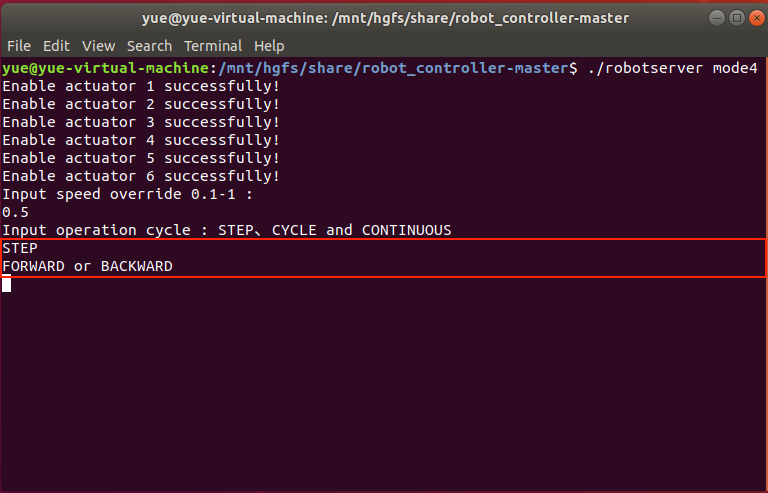 yue@yue-virtual-machine: /mnt/hgfs/share/robot_controller-master
File Edit View Search Terminal Help
yue@yue-virtual-machine:/mnt/hgfs/share/robot_controller-master$ ./robotserver mode4
Enable actuator 1 successfully!
Enable actuator 2 successfully!
Enable actuator 3 successfully!
Enable actuator 4 successfully!
Enable actuator 5 successfully!
Enable actuator 6 successfully!
Input speed override 0.1-1 :
0.5
Input operation cycle : STEP、CYCLE and CONTINUOUS
STEP
FORWARD or BACKWARD